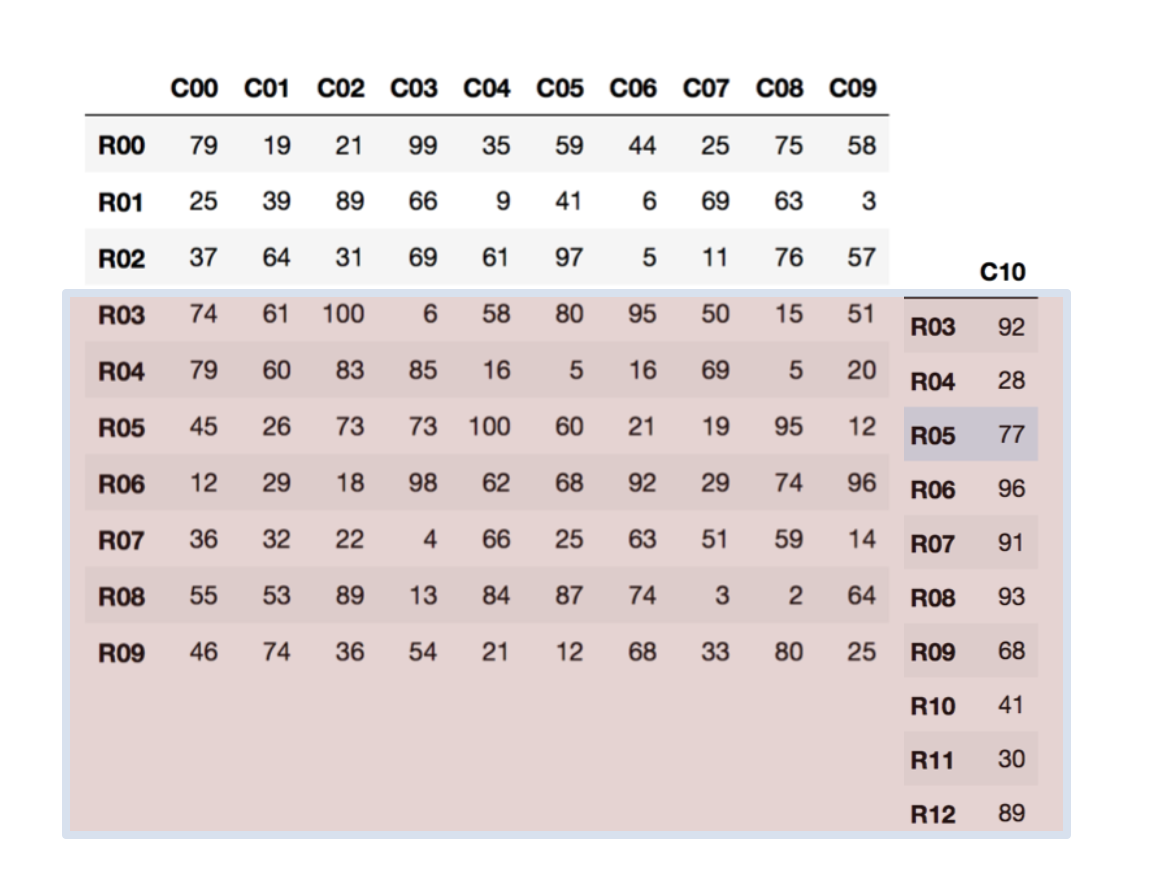 C00 C01 C02 C03 C04 C05 C06 C07 C08 C09
R00 79 19 21 99 35 59 44 25 75 58
R01 25 39 89 66 9 41 6 69 63 3
R02 37 64 31 69 61 97 5 11 76 57
R03 74 61 100 6 58 80 95 50 15 51
R04 79 60 83 85 16 5 16 69 5 20
R05 45 26 73 73 100 60 21 19 95 12
R06 12 29 18 98 62 68 92 29 74 96
R07 36 32 22 4 66 25 63 51 59 14
R08 55 53 89 13 84 87 74 3 2 64
R09 46 74 36 54 21 12 68 33 80 25
C10
R03 92
R04 28
R05 77
R06 96
R07 91
R08 93
R09 68
R10 41
R11 30
R12 89